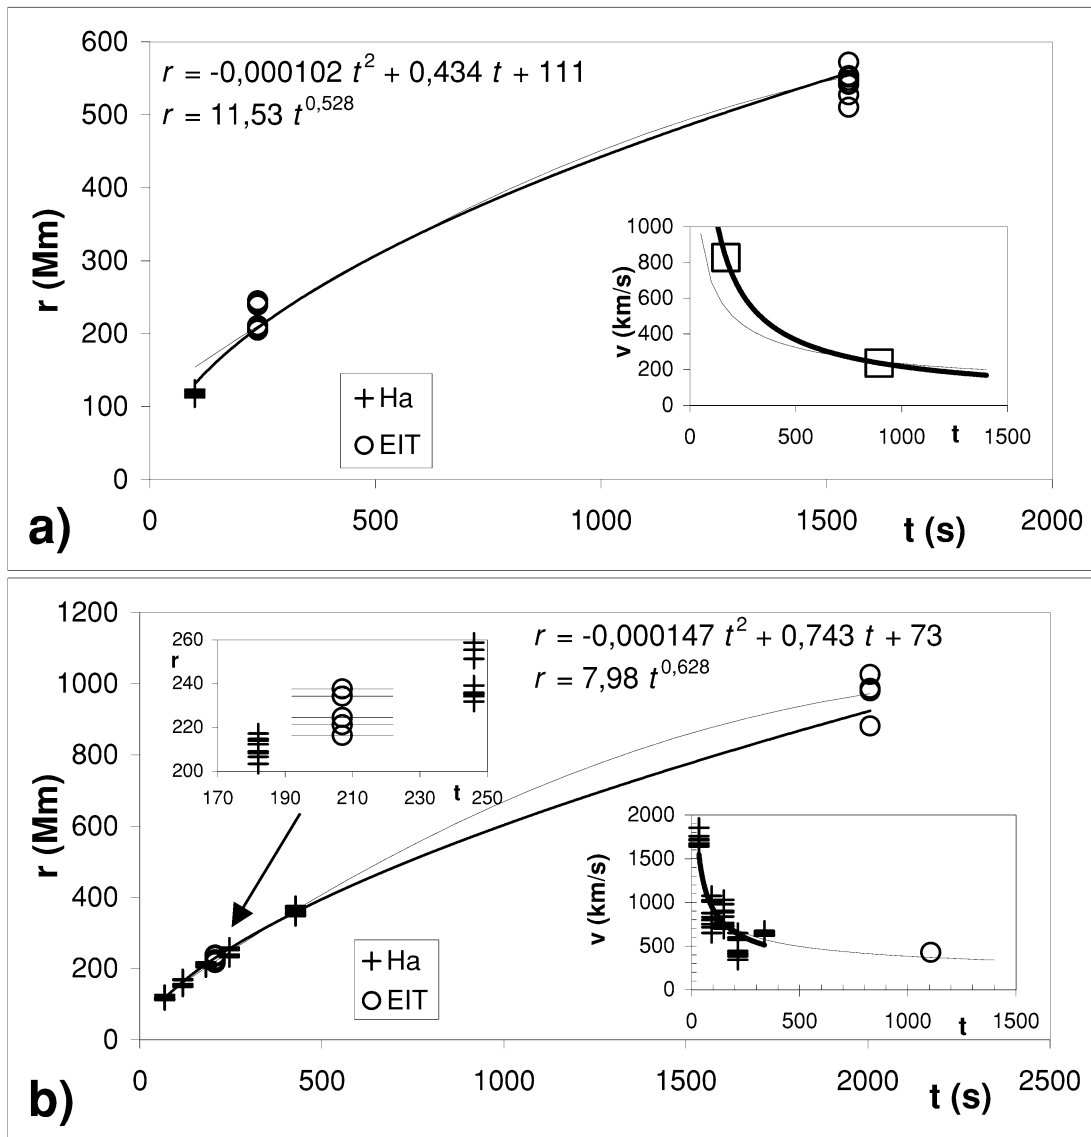 r = -0,000102 t² + 0,434 t + 111
r = 11,53 t^0,528
600
500
400
300
200
100
0
r (Mm)
0 500 1000 1500 2000
t (s)
a)
+ Ha
O EIT
1000
800
600
400
200
0
v (km/s)
0 500 1000 1500
t
r = -0,000147 t² + 0,743 t + 73
r = 7,98 t^0,628
1200
1000
800
600
400
200
0
r (Mm)
0 500 1000 1500 2000 2500
t (s)
b)
260
240
220
200
r
170 190 210 230 250
t
+ Ha
O EIT
2000
1500
1000
500
0
v (km/s)
0 500 1000 1500
t